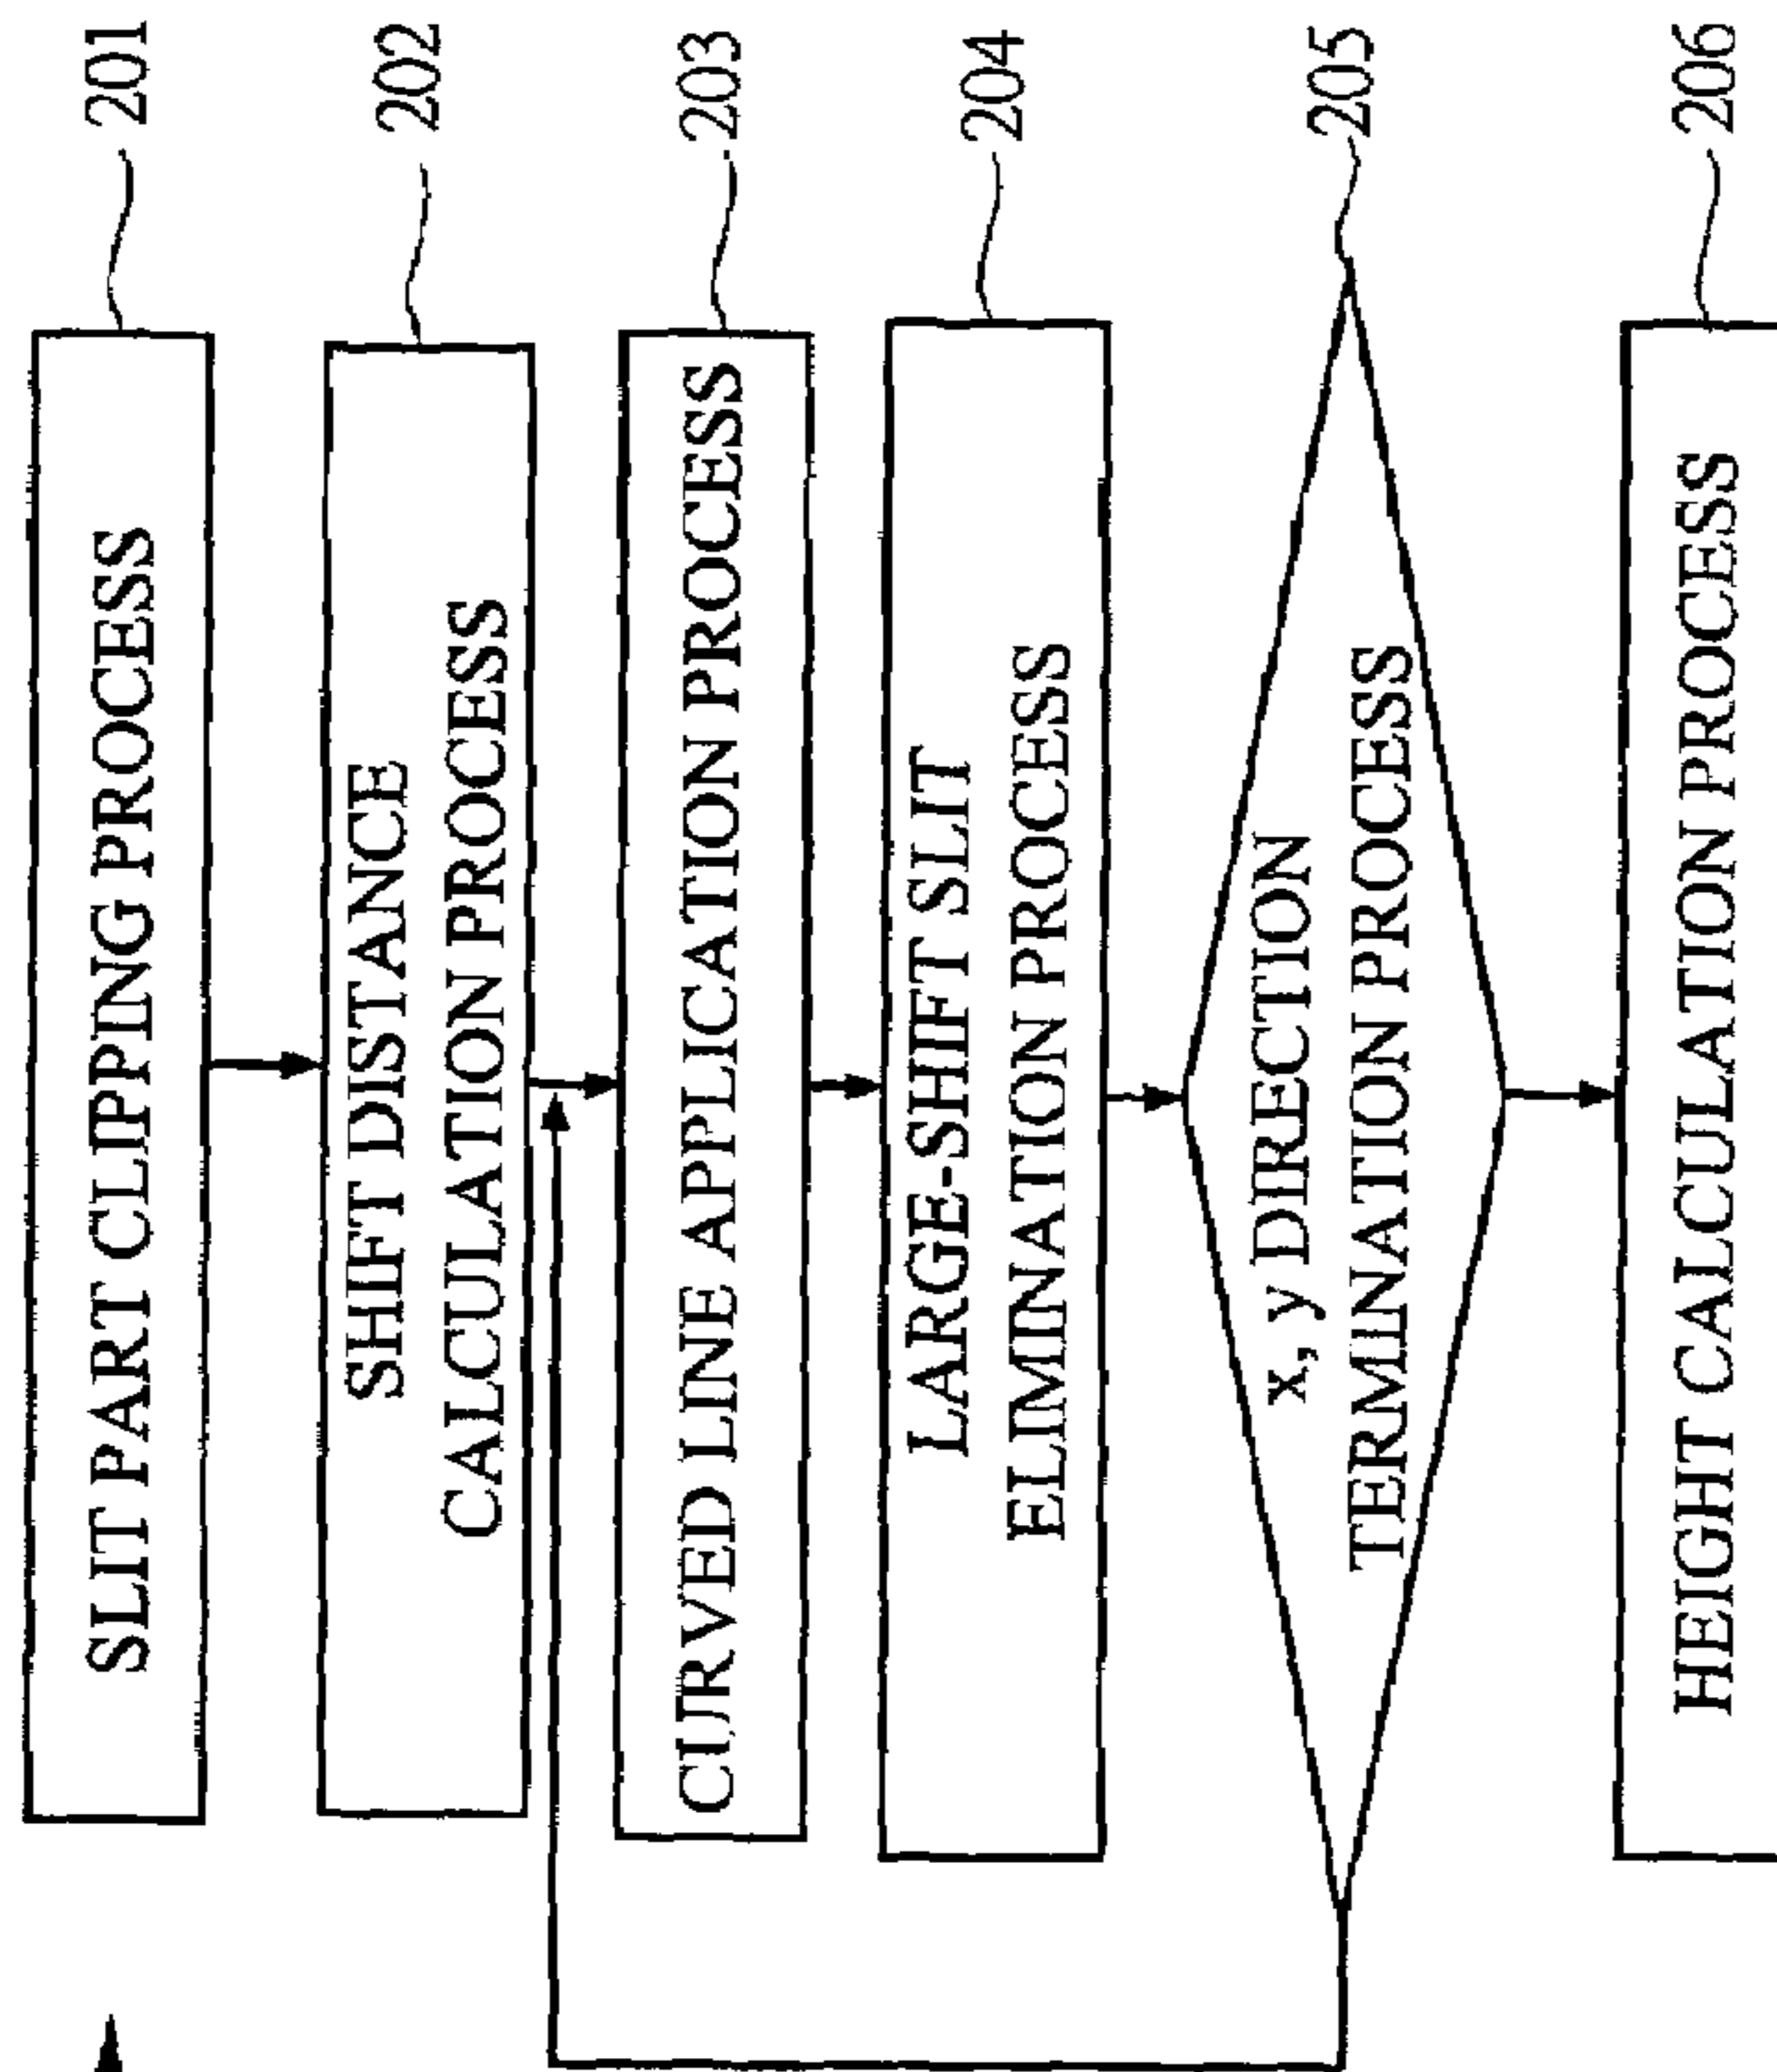 SLIT PART CLIPPING PROCESS
201
SHIFT DISTANCE
CALCULATION PROCESS
202
CURVED LINE APPLICATION PROCESS
203
LARGE-SHIFT SLIT
ELIMINATION PROCESS
204
x, y DIRECTION
TERMINATION PROCESS
205
HEIGHT CALCULATION PROCESS
206